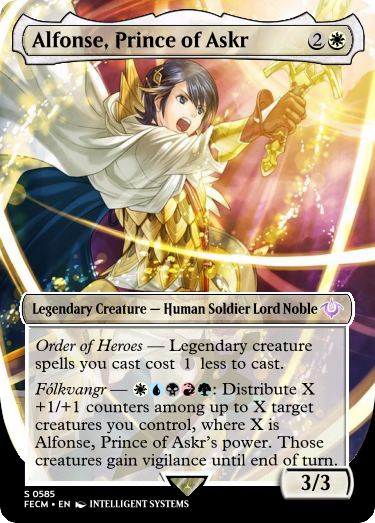 Alfonse, Prince of Askr 2
Legendary Creature — Human Soldier Lord Noble
Order of Heroes — Legendary creature
spells you cast cost 1 less to cast.
Fólkvangr — : Distribute X
+1/+1 counters among up to X target
creatures you control, where X is
Alfonse, Prince of Askr's power. Those
creatures gain vigilance until end of turn.
3/3
S 0585
FECM • EN INTELLIGENT SYSTEMS